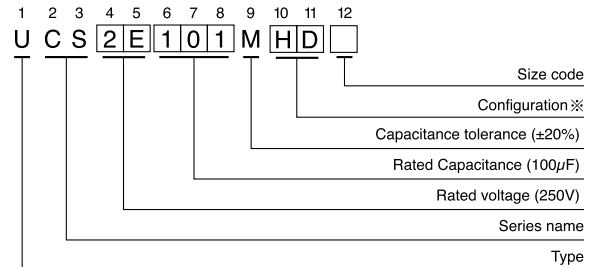 1 2 3 4 5 6 7 8 9 10 11 12
U C S 2 E 1 0 1 M H D
Size code
Configuration※
Capacitance tolerance (±20%)
Rated Capacitance (100µF)
Rated voltage (250V)
Series name
Type